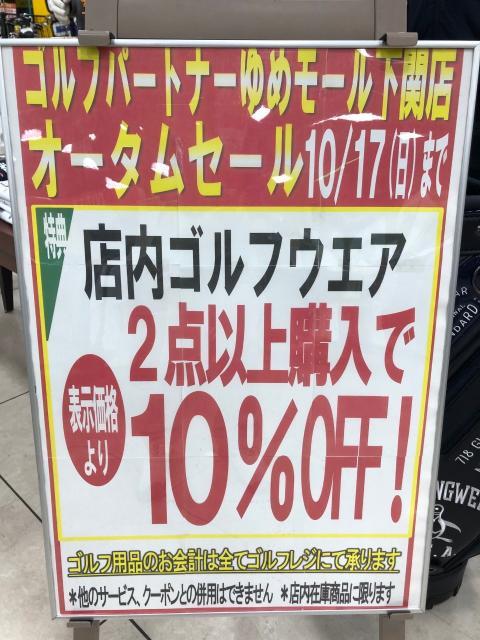 ゴルフパートナーゆめモール下関店
オータムセール10/17(日)まで
特典
店内ゴルフウエア
2点以上購入で
表示価格
より
10%OFF!
ゴルフ用品のお会計は全てゴルフレジにて承ります
*他のサービス、クーポンとの併用はできません *店内在庫商品に限ります
718